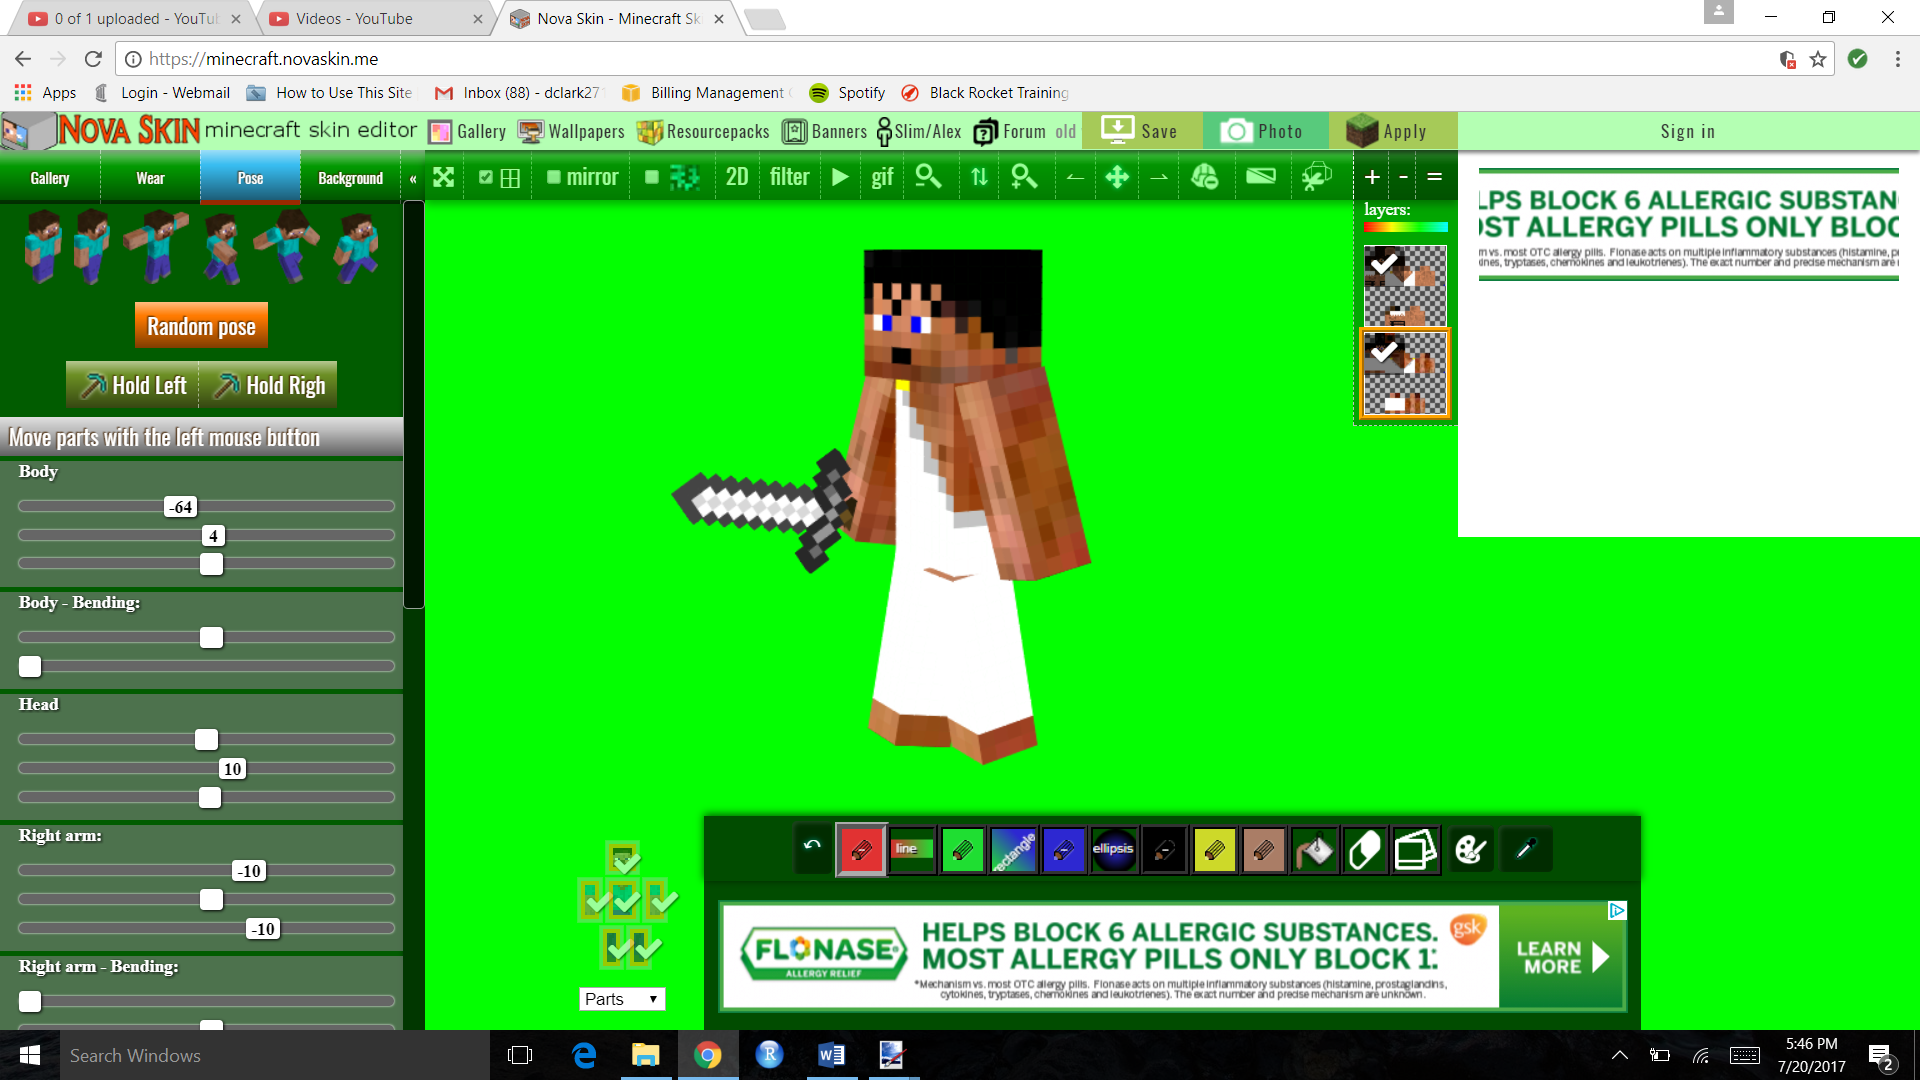 0 of 1 uploaded - YouTu
Videos - YouTube
Nova Skin - Minecraft Sk
https://minecraft.novaskin.me
Apps
Login - Webmail
How to Use This Site
Inbox (88) - dclark27
Billing Management
Spotify
Black Rocket Training
NOVA SKIN minecraft skin editor
Gallery
Wallpapers
Resourcepacks
Banners
Slim/Alex
Forum
old
Save
Photo
Apply
Sign in
Gallery
Wear
Pose
Background
«
mirror
2D
filter
gif
+
-
=
layers:
Random pose
Hold Left
Hold Righ
Move parts with the left mouse button
Body
-64
4
Body - Bending:
Head
10
Right arm:
-10
-10
Right arm - Bending:
LPS BLOCK 6 ALLERGIC SUBSTAN
OST ALLERGY PILLS ONLY BLOC
m vs. most OTC allergy pills. Flonase acts on multiple inflammatory substances (histamine, pr
kines, tryptases, chemokines and leukotrienes). The exact number and precise mechanism are
line
rectangle
ellipsis
Parts
FLONASE
ALLERGY RELIEF
HELPS BLOCK 6 ALLERGIC SUBSTANCES.
MOST ALLERGY PILLS ONLY BLOCK 1*.
*Mechanism vs. most OTC allergy pills. Flonase acts on multiple inflammatory substances (histamine, prostaglandins,
cytokines, tryptases, chemokines and leukotrienes). The exact number and precise mechanism are unknown.
gsk
LEARN
MORE
Search Windows
5:46 PM
7/20/2017
2